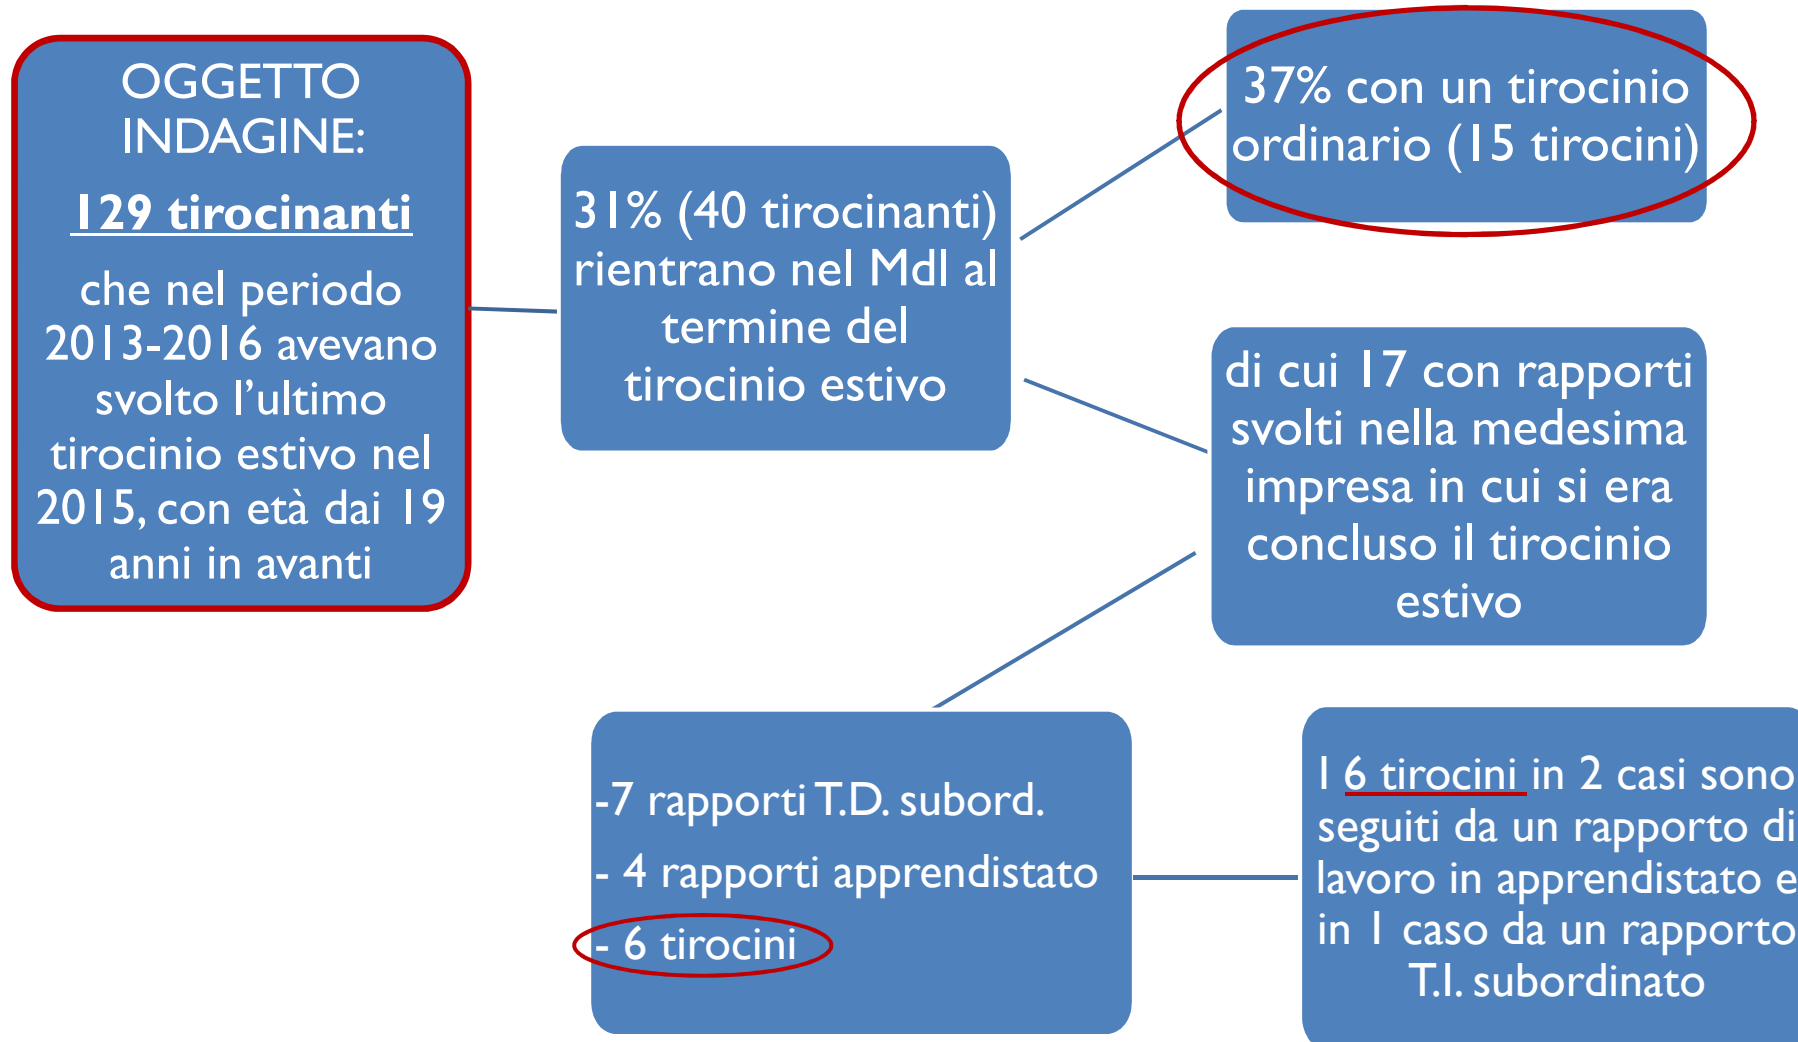 OGGETTO
INDAGINE:
129 tirocinanti
che nel periodo
2013-2016 avevano
svolto l’ultimo
tirocinio estivo nel
2015, con età dai 19
anni in avanti
31% (40 tirocinanti)
rientrano nel Mdl al
termine del
tirocinio estivo
37% con un tirocinio
ordinario (15 tirocini)
di cui 17 con rapporti
svolti nella medesima
impresa in cui si era
concluso il tirocinio
estivo
-7 rapporti T.D. subord.
- 4 rapporti apprendistato
- 6 tirocini
I 6 tirocini in 2 casi sono
seguiti da un rapporto di
lavoro in apprendistato e
in 1 caso da un rapporto
T.I. subordinato